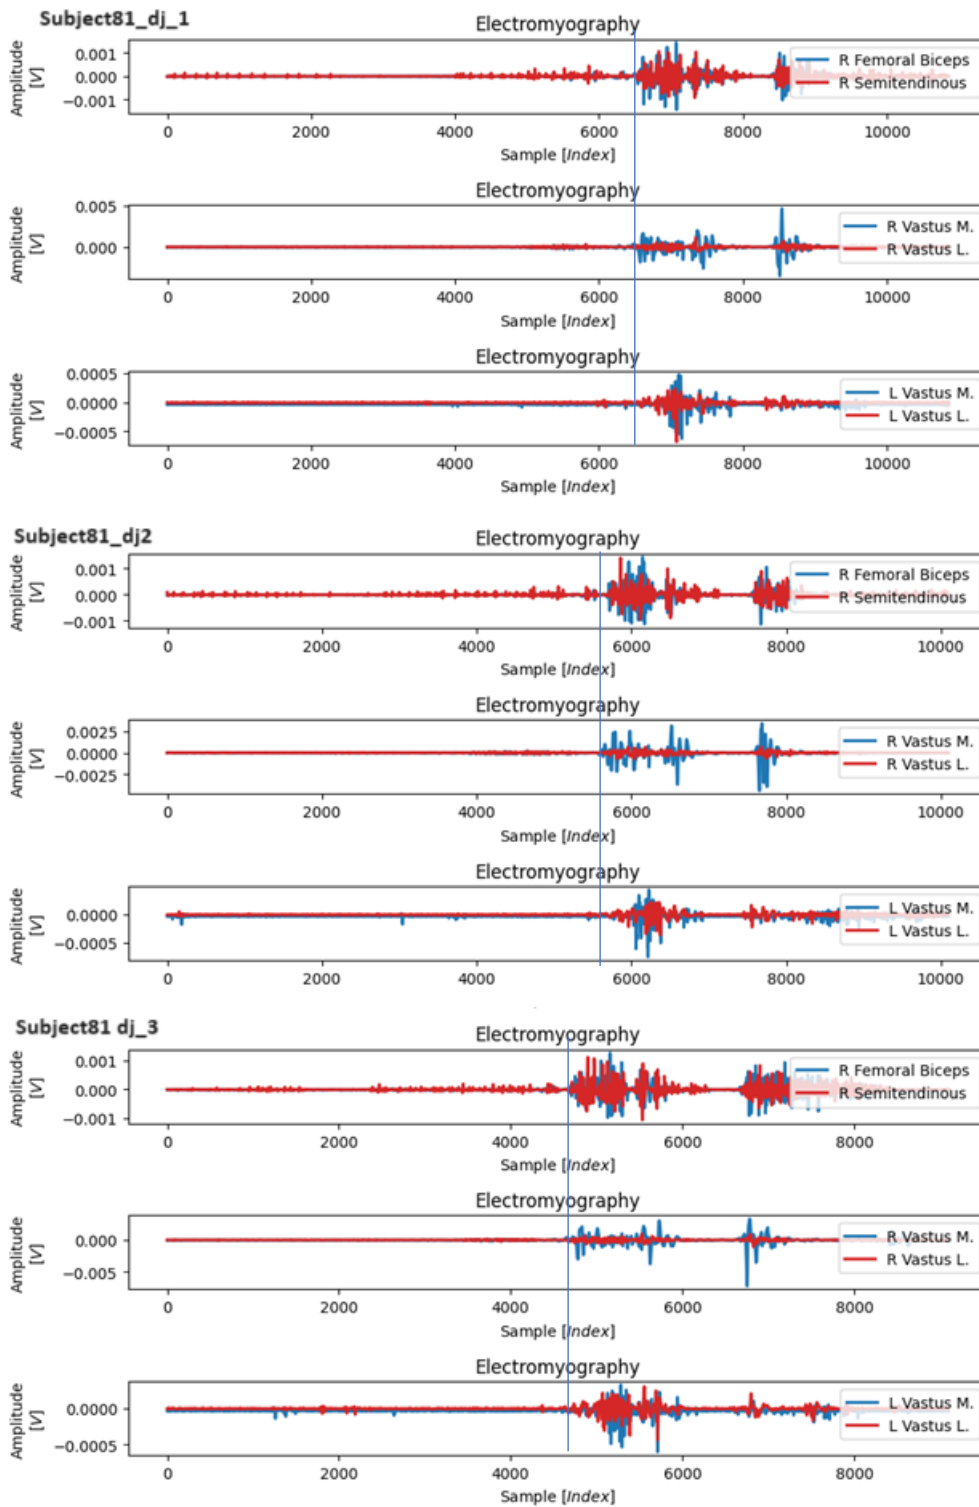 Subject81_dj_1
Electromyography
Amplitude
[V]
0.001
0.000
−0.001
R Femoral Biceps
R Semitendinous
0 2000 4000 6000 8000 10000
Sample [Index]
Electromyography
Amplitude
[V]
0.005
0.000
R Vastus M.
R Vastus L.
0 2000 4000 6000 8000 10000
Sample [Index]
Electromyography
Amplitude
[V]
0.0005
0.0000
−0.0005
L Vastus M.
L Vastus L.
0 2000 4000 6000 8000 10000
Sample [Index]
Subject81_dj2
Electromyography
Amplitude
[V]
0.001
0.000
−0.001
R Femoral Biceps
R Semitendinous
0 2000 4000 6000 8000 10000
Sample [Index]
Electromyography
Amplitude
[V]
0.0025
0.0000
−0.0025
R Vastus M.
R Vastus L.
0 2000 4000 6000 8000 10000
Sample [Index]
Electromyography
Amplitude
[V]
0.0000
−0.0005
L Vastus M.
L Vastus L.
0 2000 4000 6000 8000 10000
Sample [Index]
Subject81 dj_3
Electromyography
Amplitude
[V]
0.001
0.000
−0.001
R Femoral Biceps
R Semitendinous
0 2000 4000 6000 8000
Sample [Index]
Electromyography
Amplitude
[V]
0.000
−0.005
R Vastus M.
R Vastus L.
0 2000 4000 6000 8000
Sample [Index]
Electromyography
Amplitude
[V]
0.0000
−0.0005
L Vastus M.
L Vastus L.
0 2000 4000 6000 8000
Sample [Index]